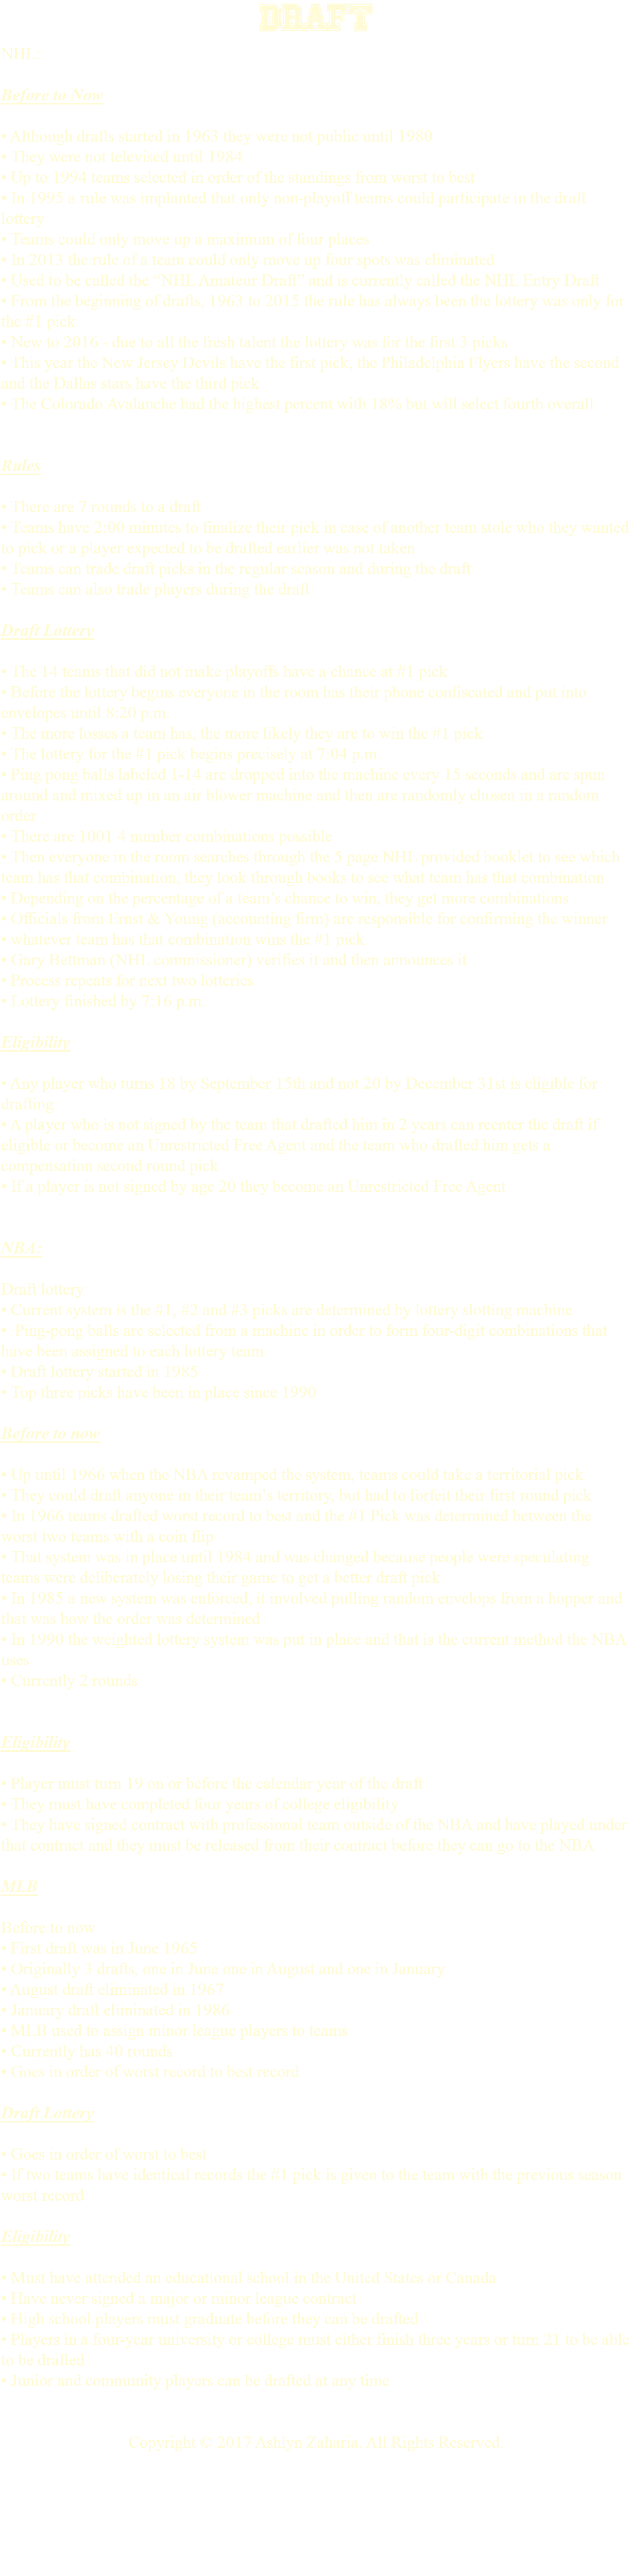 DRAFT
NHL:
Before to Now
• Although drafts started in 1963 they were not public until 1980
• They were not televised until 1984
• Up to 1994 teams selected in order of the standings from worst to best
• In 1995 a rule was implanted that only non-playoff teams could participate in the draft
lottery
• Teams could only move up a maximum of four places
• In 2013 the rule of a team could only move up four spots was eliminated
• Used to be called the "NHL Amateur Draft" and is currently called the NHL Entry Draft
• From the beginning of drafts, 1963 to 2015 the rule has always been the lottery was only for
the #1 pick
• New to 2016 - due to all the fresh talent the lottery was for the first 3 picks
• This year the New Jersey Devils have the first pick, the Philadelphia Flyers have the second
and the Dallas stars have the third pick
• The Colorado Avalanche had the highest percent with 18% but will select fourth overall
Rules
• There are 7 rounds to a draft
• Teams have 2:00 minutes to finalize their pick in case of another team stole who they wanted
to pick or a player expected to be drafted earlier was not taken
• Teams can trade draft picks in the regular season and during the draft
• Teams can also trade players during the draft
Draft Lottery
• The 14 teams that did not make playoffs have a chance at #1 pick
• Before the lottery begins everyone in the room has their phone confiscated and put into
envelopes until 8:20 p.m.
• The more losses a team has, the more likely they are to win the #1 pick
• The lottery for the #1 pick begins precisely at 7:04 p.m.
• Ping pong balls labeled 1-14 are dropped into the machine every 15 seconds and are spun
around and mixed up in an air blower machine and then are randomly chosen in a random
order
• There are 1001 4 number combinations possible
• Then everyone in the room searches through the 5 page NHL provided booklet to see which
team has that combination, they look through books to see what team has that combination
• Depending on the percentage of a team's chance to win, they get more combinations
• Officials from Ernst & Young (accounting firm) are responsible for confirming the winner
• whatever team has that combination wins the #1 pick
• Gary Bettman (NHL commissioner) verifies it and then announces it
• Process repeats for next two lotteries
• Lottery finished by 7:16 p.m.
Eligibility
• Any player who turns 18 by September 15th and not 20 by December 31st is eligible for
drafting
• A player who is not signed by the team that drafted him in 2 years can reenter the draft if
eligible or become an Unrestricted Free Agent and the team who drafted him gets a
compensation second round pick
• If a player is not signed by age 20 they become an Unrestricted Free Agent
NBA:
Draft lottery
• Current system is the #1, #2 and #3 picks are determined by lottery slotting machine
• Ping-pong balls are selected from a machine in order to form four-digit combinations that
have been assigned to each lottery team
• Draft lottery started in 1985
• Top three picks have been in place since 1990
Before to now
• Up until 1966 when the NBA revamped the system, teams could take a territorial pick
• They could draft anyone in their team's territory, but had to forfeit their first round pick
• In 1966 teams drafted worst record to best and the #1 Pick was determined between the
worst two teams with a coin flip
• That system was in place until 1984 and was changed because people were speculating
teams were deliberately losing their game to get a better draft pick
• In 1985 a new system was enforced, it involved pulling random envelops from a hopper and
that was how the order was determined
• In 1990 the weighted lottery system was put in place and that is the current method the NBA
uses
• Currently 2 rounds
Eligibility
• Player must turn 19 on or before the calendar year of the draft
• They must have completed four years of college eligibility
• They have signed contract with professional team outside of the NBA and have played under
that contract and they must be released from their contract before they can go to the NBA
MLB
Before to now
• First draft was in June 1965
• Originally 3 drafts, one in June one in August and one in January
• August draft eliminated in 1967
• January draft eliminated in 1986
• MLB used to assign minor league players to teams
• Currently has 40 rounds
• Goes in order of worst record to best record
Draft Lottery
• Goes in order of worst to best
• If two teams have identical records the #1 pick is given to the team with the previous season
worst record
Eligibility
• Must have attended an educational school in the United States or Canada
• Have never signed a major or minor league contract
• High school players must graduate before they can be drafted
• Players in a four-year university or college must either finish three years or turn 21 to be able
to be drafted
• Junior and community players can be drafted at any time
Copyright © 2017 Ashlyn Zaharia. All Rights Reserved.